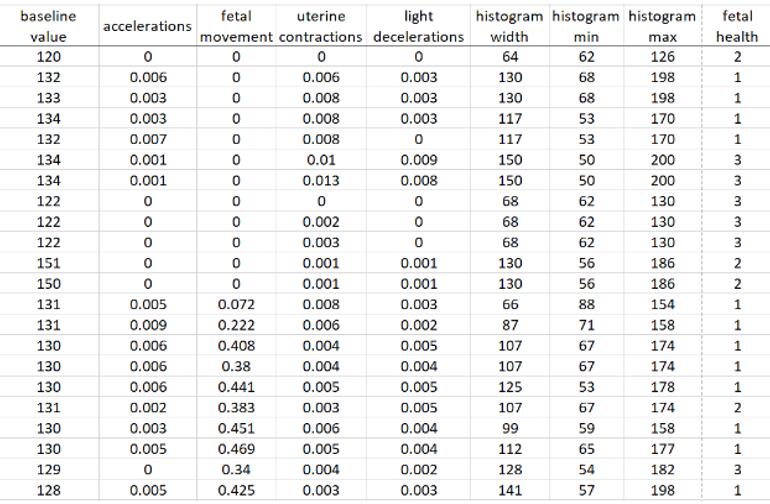 baseline value accelerations fetal movement uterine contractions light decelerations histogram width histogram min histogram max fetal health
120 0 0 0 0 64 62 126 2
132 0.006 0 0.006 0.003 130 68 198 1
133 0.003 0 0.008 0.003 130 68 198 1
134 0.003 0 0.008 0.003 117 53 170 1
132 0.007 0 0.008 0 117 53 170 1
134 0.001 0 0.01 0.009 150 50 200 3
134 0.001 0 0.013 0.008 150 50 200 3
122 0 0 0 0 68 62 130 3
122 0 0 0.002 0 68 62 130 3
122 0 0 0.003 0 68 62 130 3
151 0 0 0.001 0.001 130 56 186 2
150 0 0 0.001 0.001 130 56 186 2
131 0.005 0.072 0.008 0.003 66 88 154 1
131 0.009 0.222 0.006 0.002 87 71 158 1
130 0.006 0.408 0.004 0.005 107 67 174 1
130 0.006 0.38 0.004 0.004 107 67 174 1
130 0.006 0.441 0.005 0.005 125 53 178 1
131 0.002 0.383 0.003 0.005 107 67 174 2
130 0.003 0.451 0.006 0.004 99 59 158 1
130 0.005 0.469 0.005 0.004 112 65 177 1
129 0 0.34 0.004 0.002 128 54 182 3
128 0.005 0.425 0.003 0.003 141 57 198 1